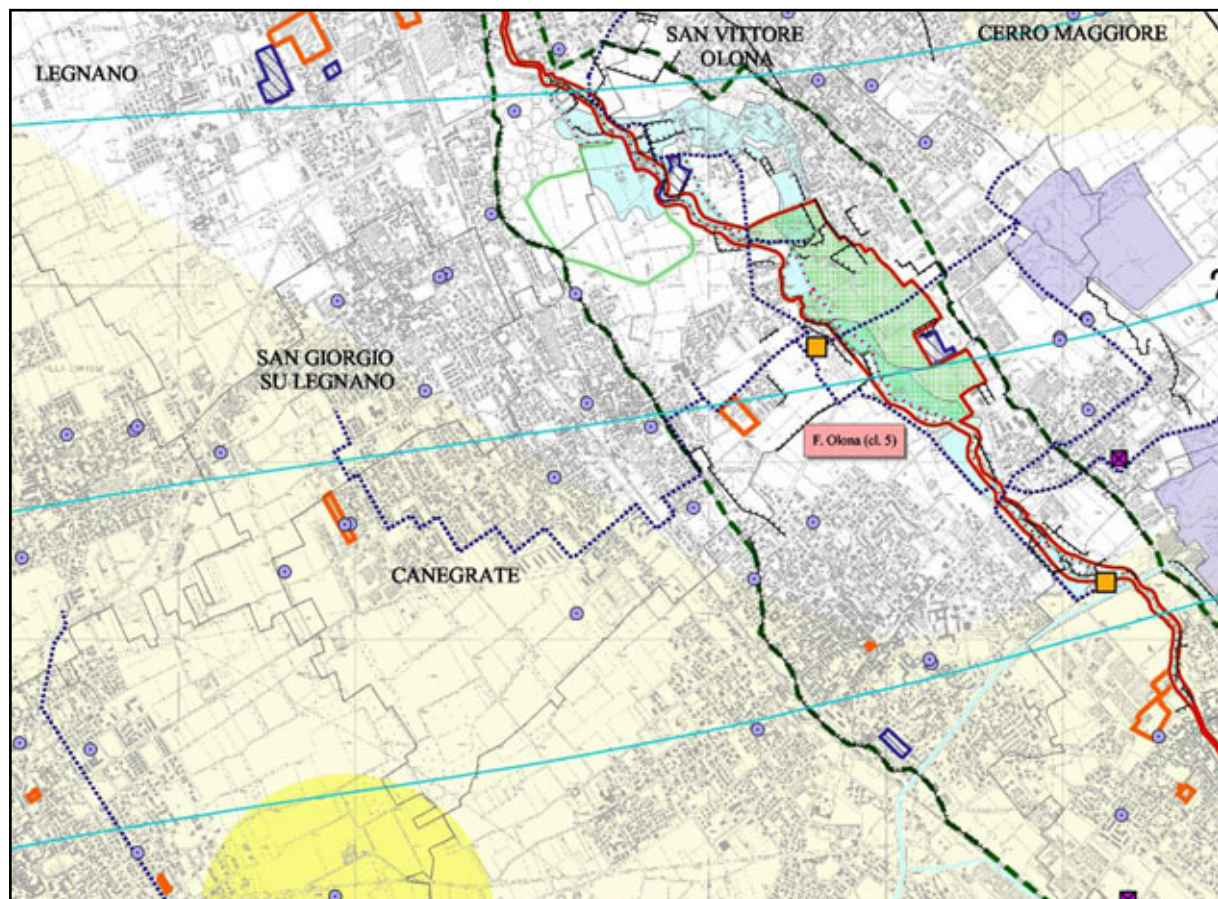 SAN VITTORE
OLONA
CERRO MAGGIORE
LEGNANO
SAN GIORGIO
SU LEGNANO
F. Olona (cl. 5)
CANEGRATE